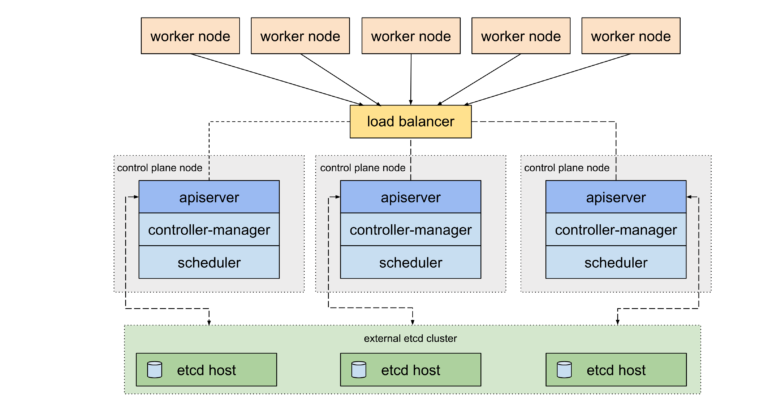 worker node
worker node
worker node
worker node
worker node
load balancer
control plane node
control plane node
control plane node
apiserver
apiserver
apiserver
controller-manager
controller-manager
controller-manager
scheduler
scheduler
scheduler
external etcd cluster
etcd host
etcd host
etcd host